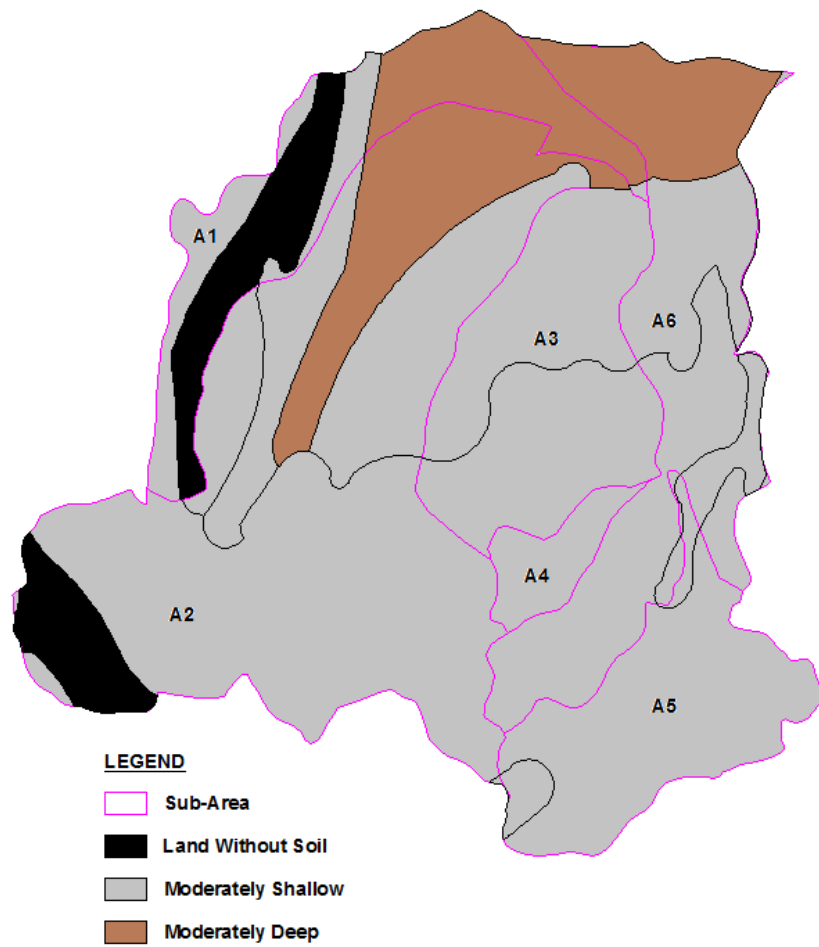 A1
A3
A6
A4
A2
A5
LEGEND
Sub-Area
Land Without Soil
Moderately Shallow
Moderately Deep